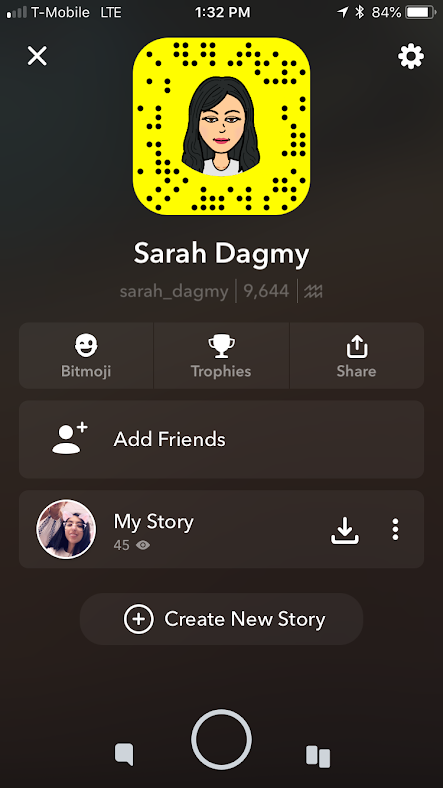 T-Mobile LTE 1:32 PM 84%
Sarah Dagmy
sarah_dagmy 9,644
Bitmoji Trophies Share
Add Friends
My Story
45
Create New Story